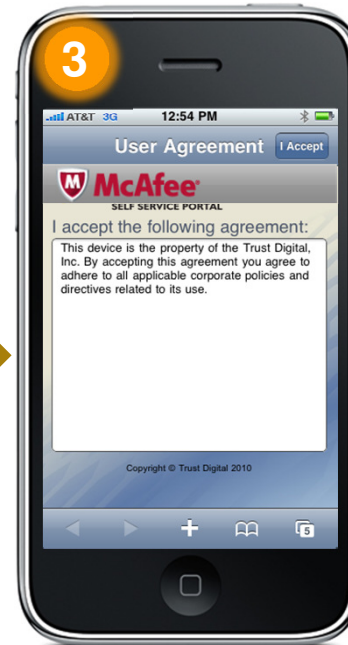 3
AT&T 3G 12:54 PM
User Agreement I Accept
M McAfee
SELF SERVICE PORTAL
I accept the following agreement:
This device is the property of the Trust Digital,
Inc. By accepting this agreement you agree to
adhere to all applicable corporate policies and
directives related to its use.
Copyright © Trust Digital 2010
5